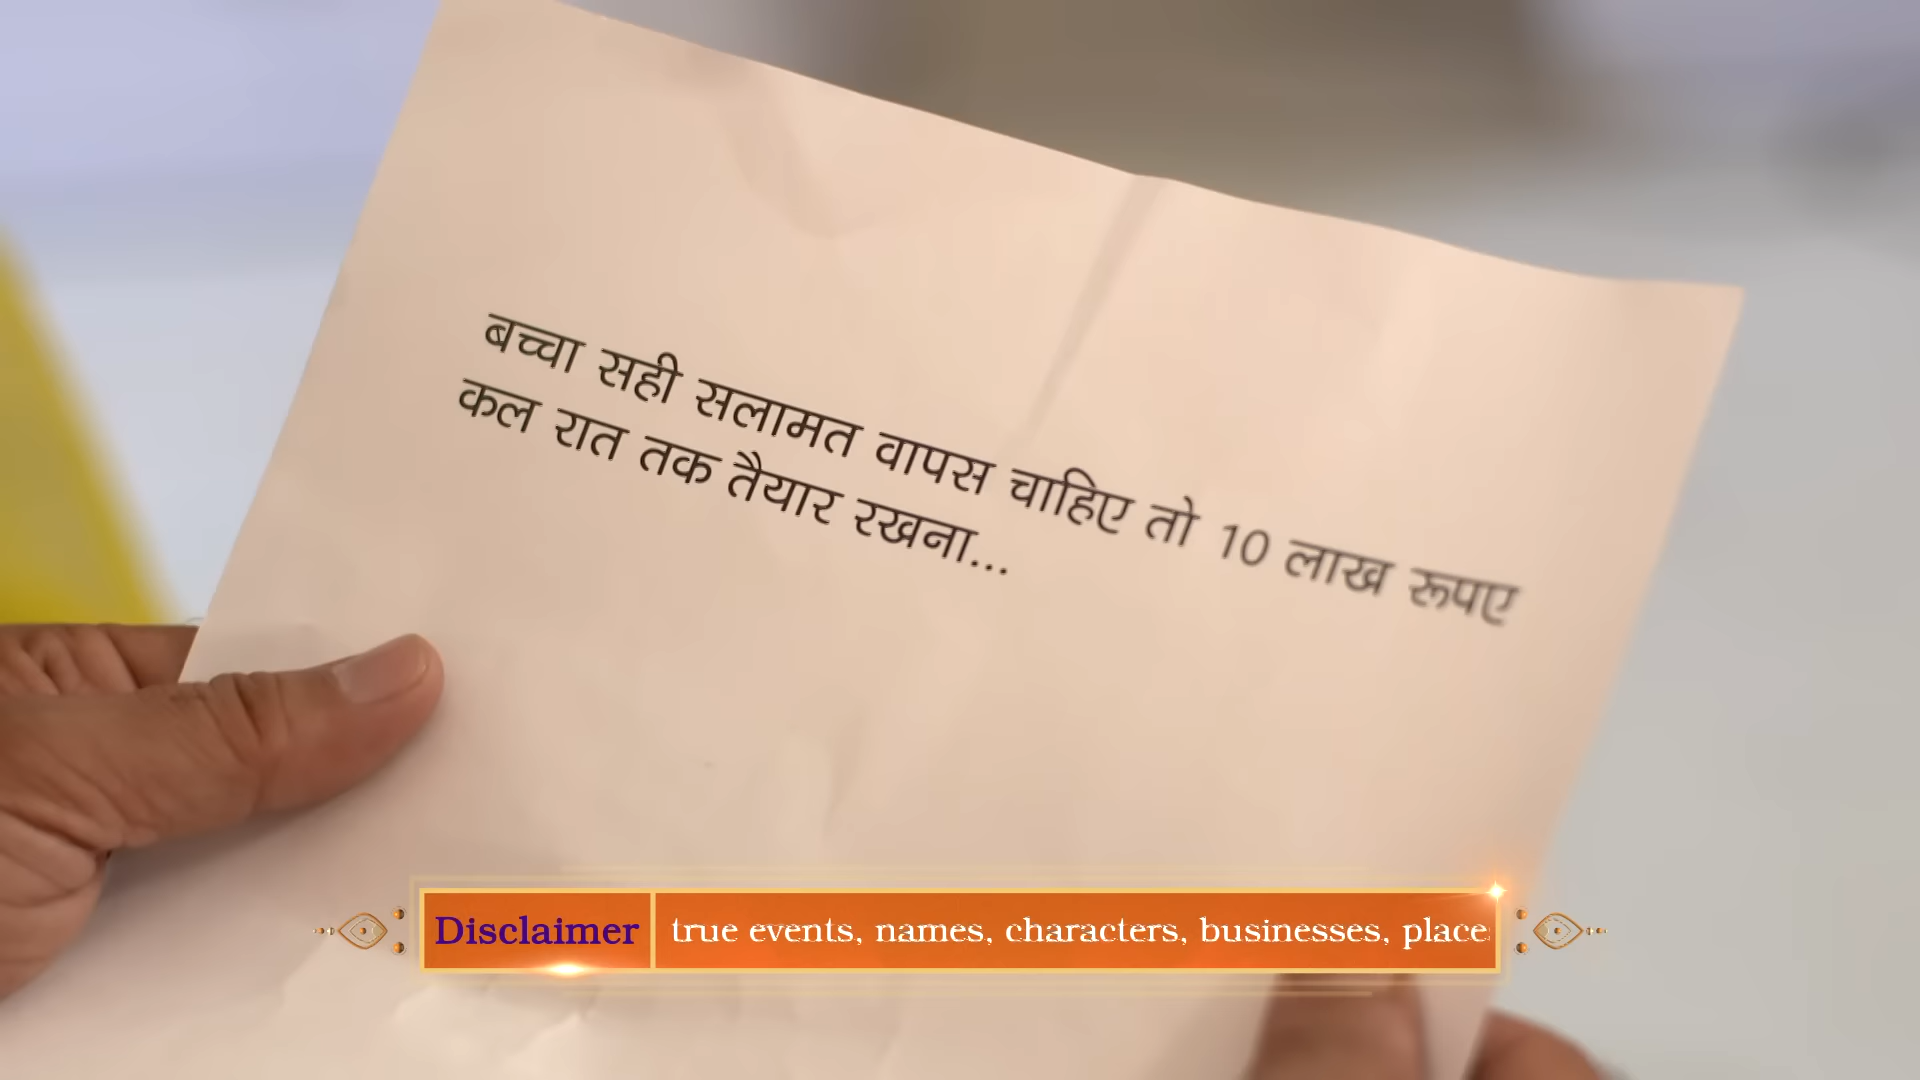 बच्चा सही सलामत वापस चाहिए तो 10 लाख रूपए
कल रात तक तैयार रखना...
Disclaimer
true events, names, characters, businesses, place